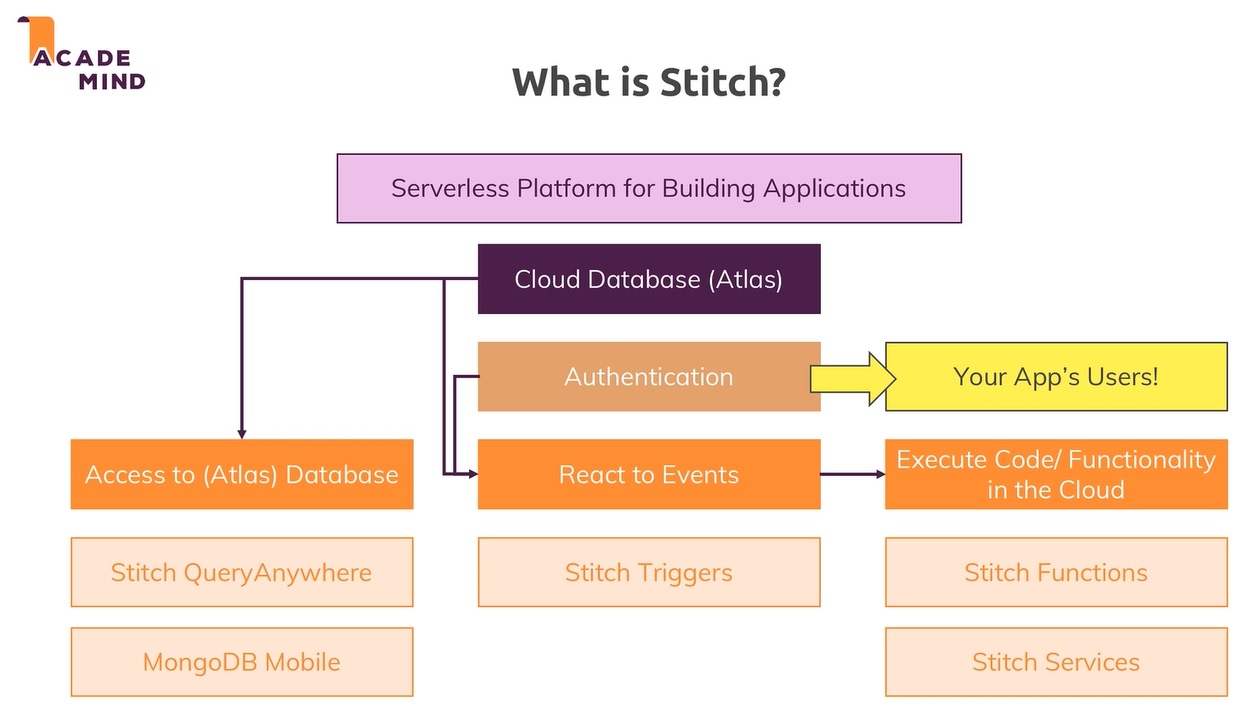 ACADE
MIND
What is Stitch?
Serverless Platform for Building Applications
Cloud Database (Atlas)
Authentication
Your App's Users!
Access to (Atlas) Database
React to Events
Execute Code/ Functionality
in the Cloud
Stitch QueryAnywhere
Stitch Triggers
Stitch Functions
MongoDB Mobile
Stitch Services